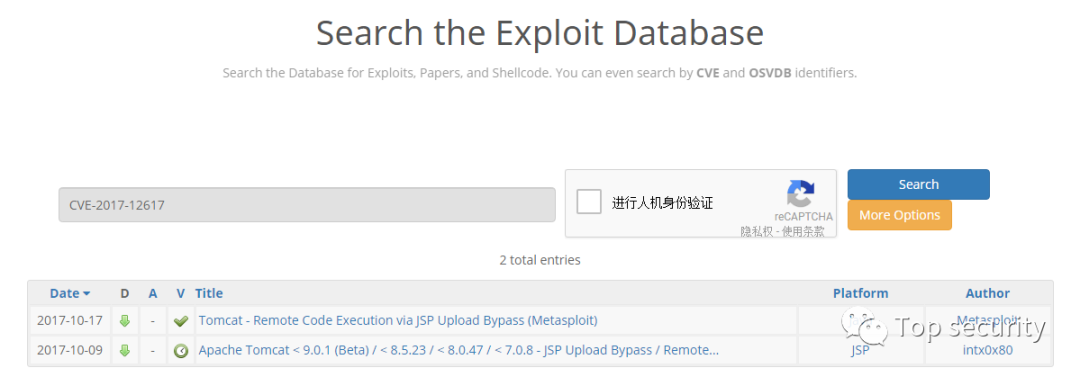 Search the Exploit Database
Search the Database for Exploits, Papers, and Shellcode. You can even search by CVE and OSVDB identifiers.
CVE-2017-12617
进行人机身份验证
reCAPTCHA
隐私权 - 使用条款
Search
More Options
2 total entries
Date D A V Title Platform Author
2017-10-17 - Tomcat - Remote Code Execution via JSP Upload Bypass (Metasploit) Metasploit
2017-10-09 - Apache Tomcat < 9.0.1 (Beta) / < 8.5.23 / < 8.0.47 / < 7.0.8 - JSP Upload Bypass / Remote... JSP intx0x80
Top security